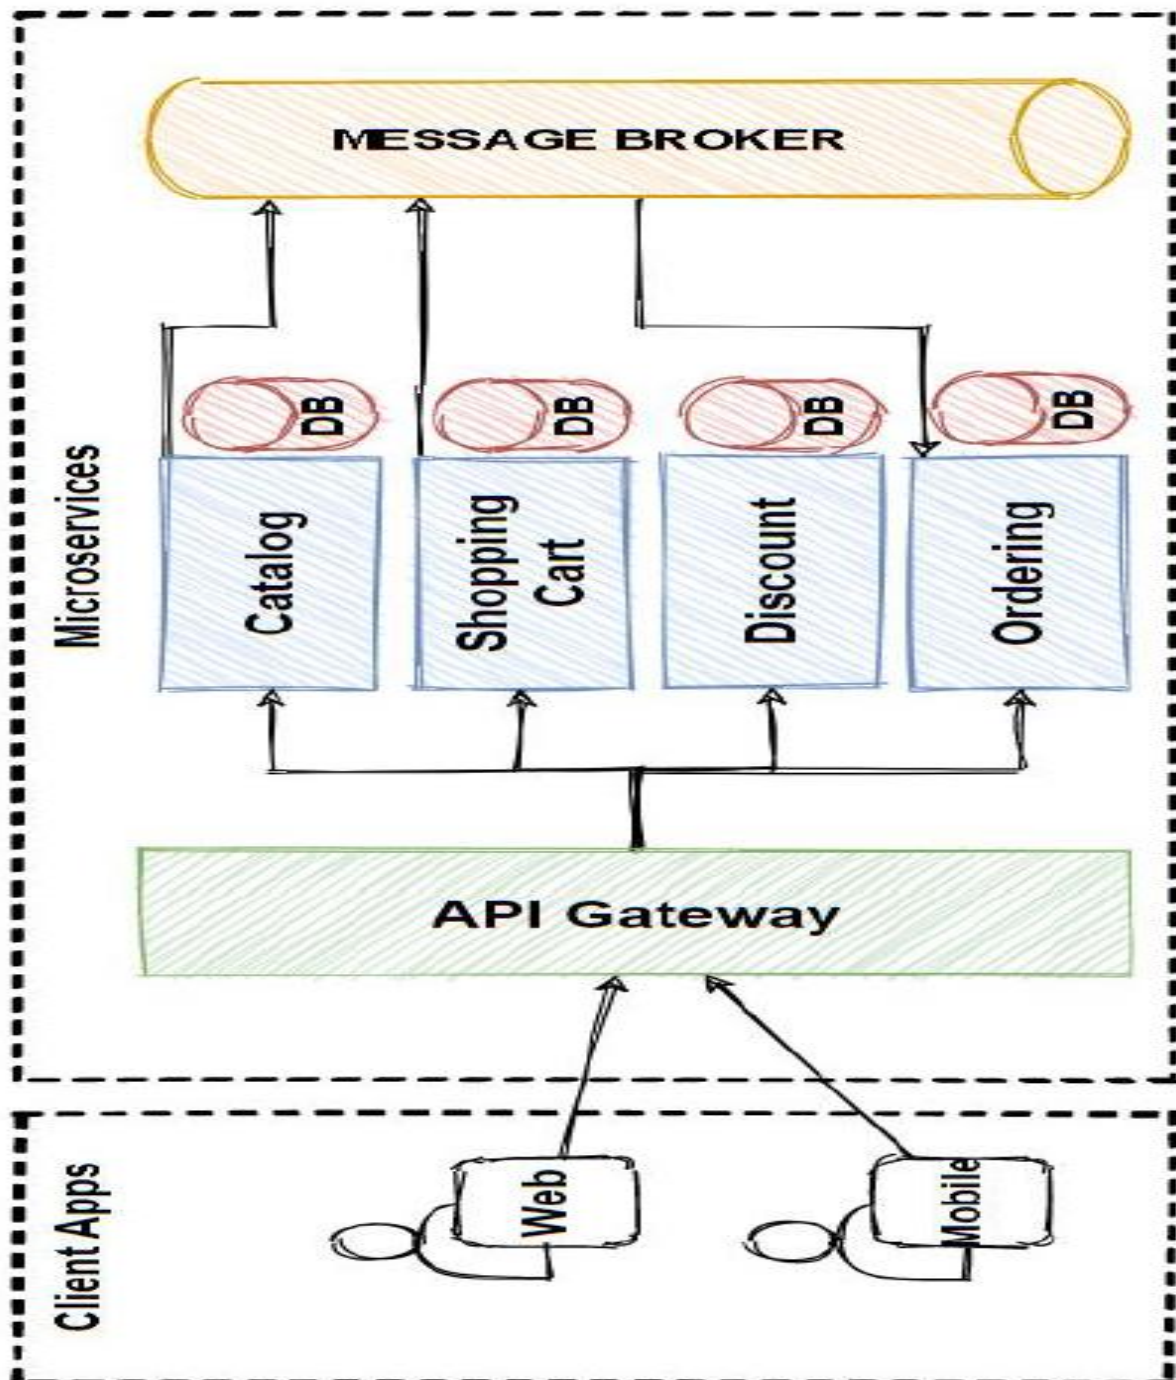 Microservices
MESSAGE BROKER
DB
DB
DB
DB
Catalog
Shopping
Cart
Discount
Ordering
API Gateway
Client Apps
Web
Mobile